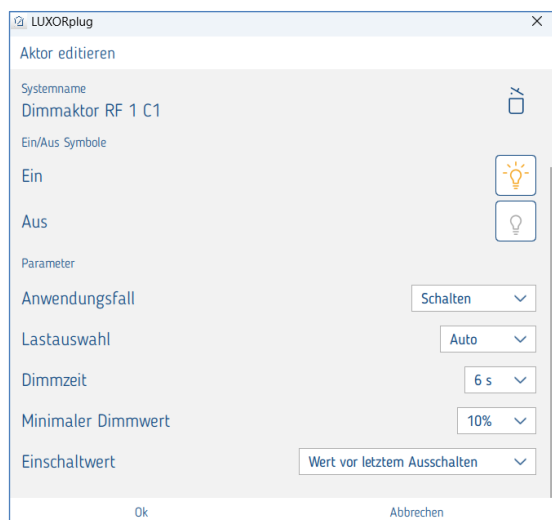 LUXORplug
Aktor editieren
Systemname
Dimmaktor RF 1 C1
Ein/Aus Symbole
Ein
Aus
Parameter
Anwendungsfall Schalten
Lastauswahl Auto
Dimmzeit 6 s
Minimaler Dimmwert 10%
Einschaltwert Wert vor letztem Ausschalten
Ok Abbrechen